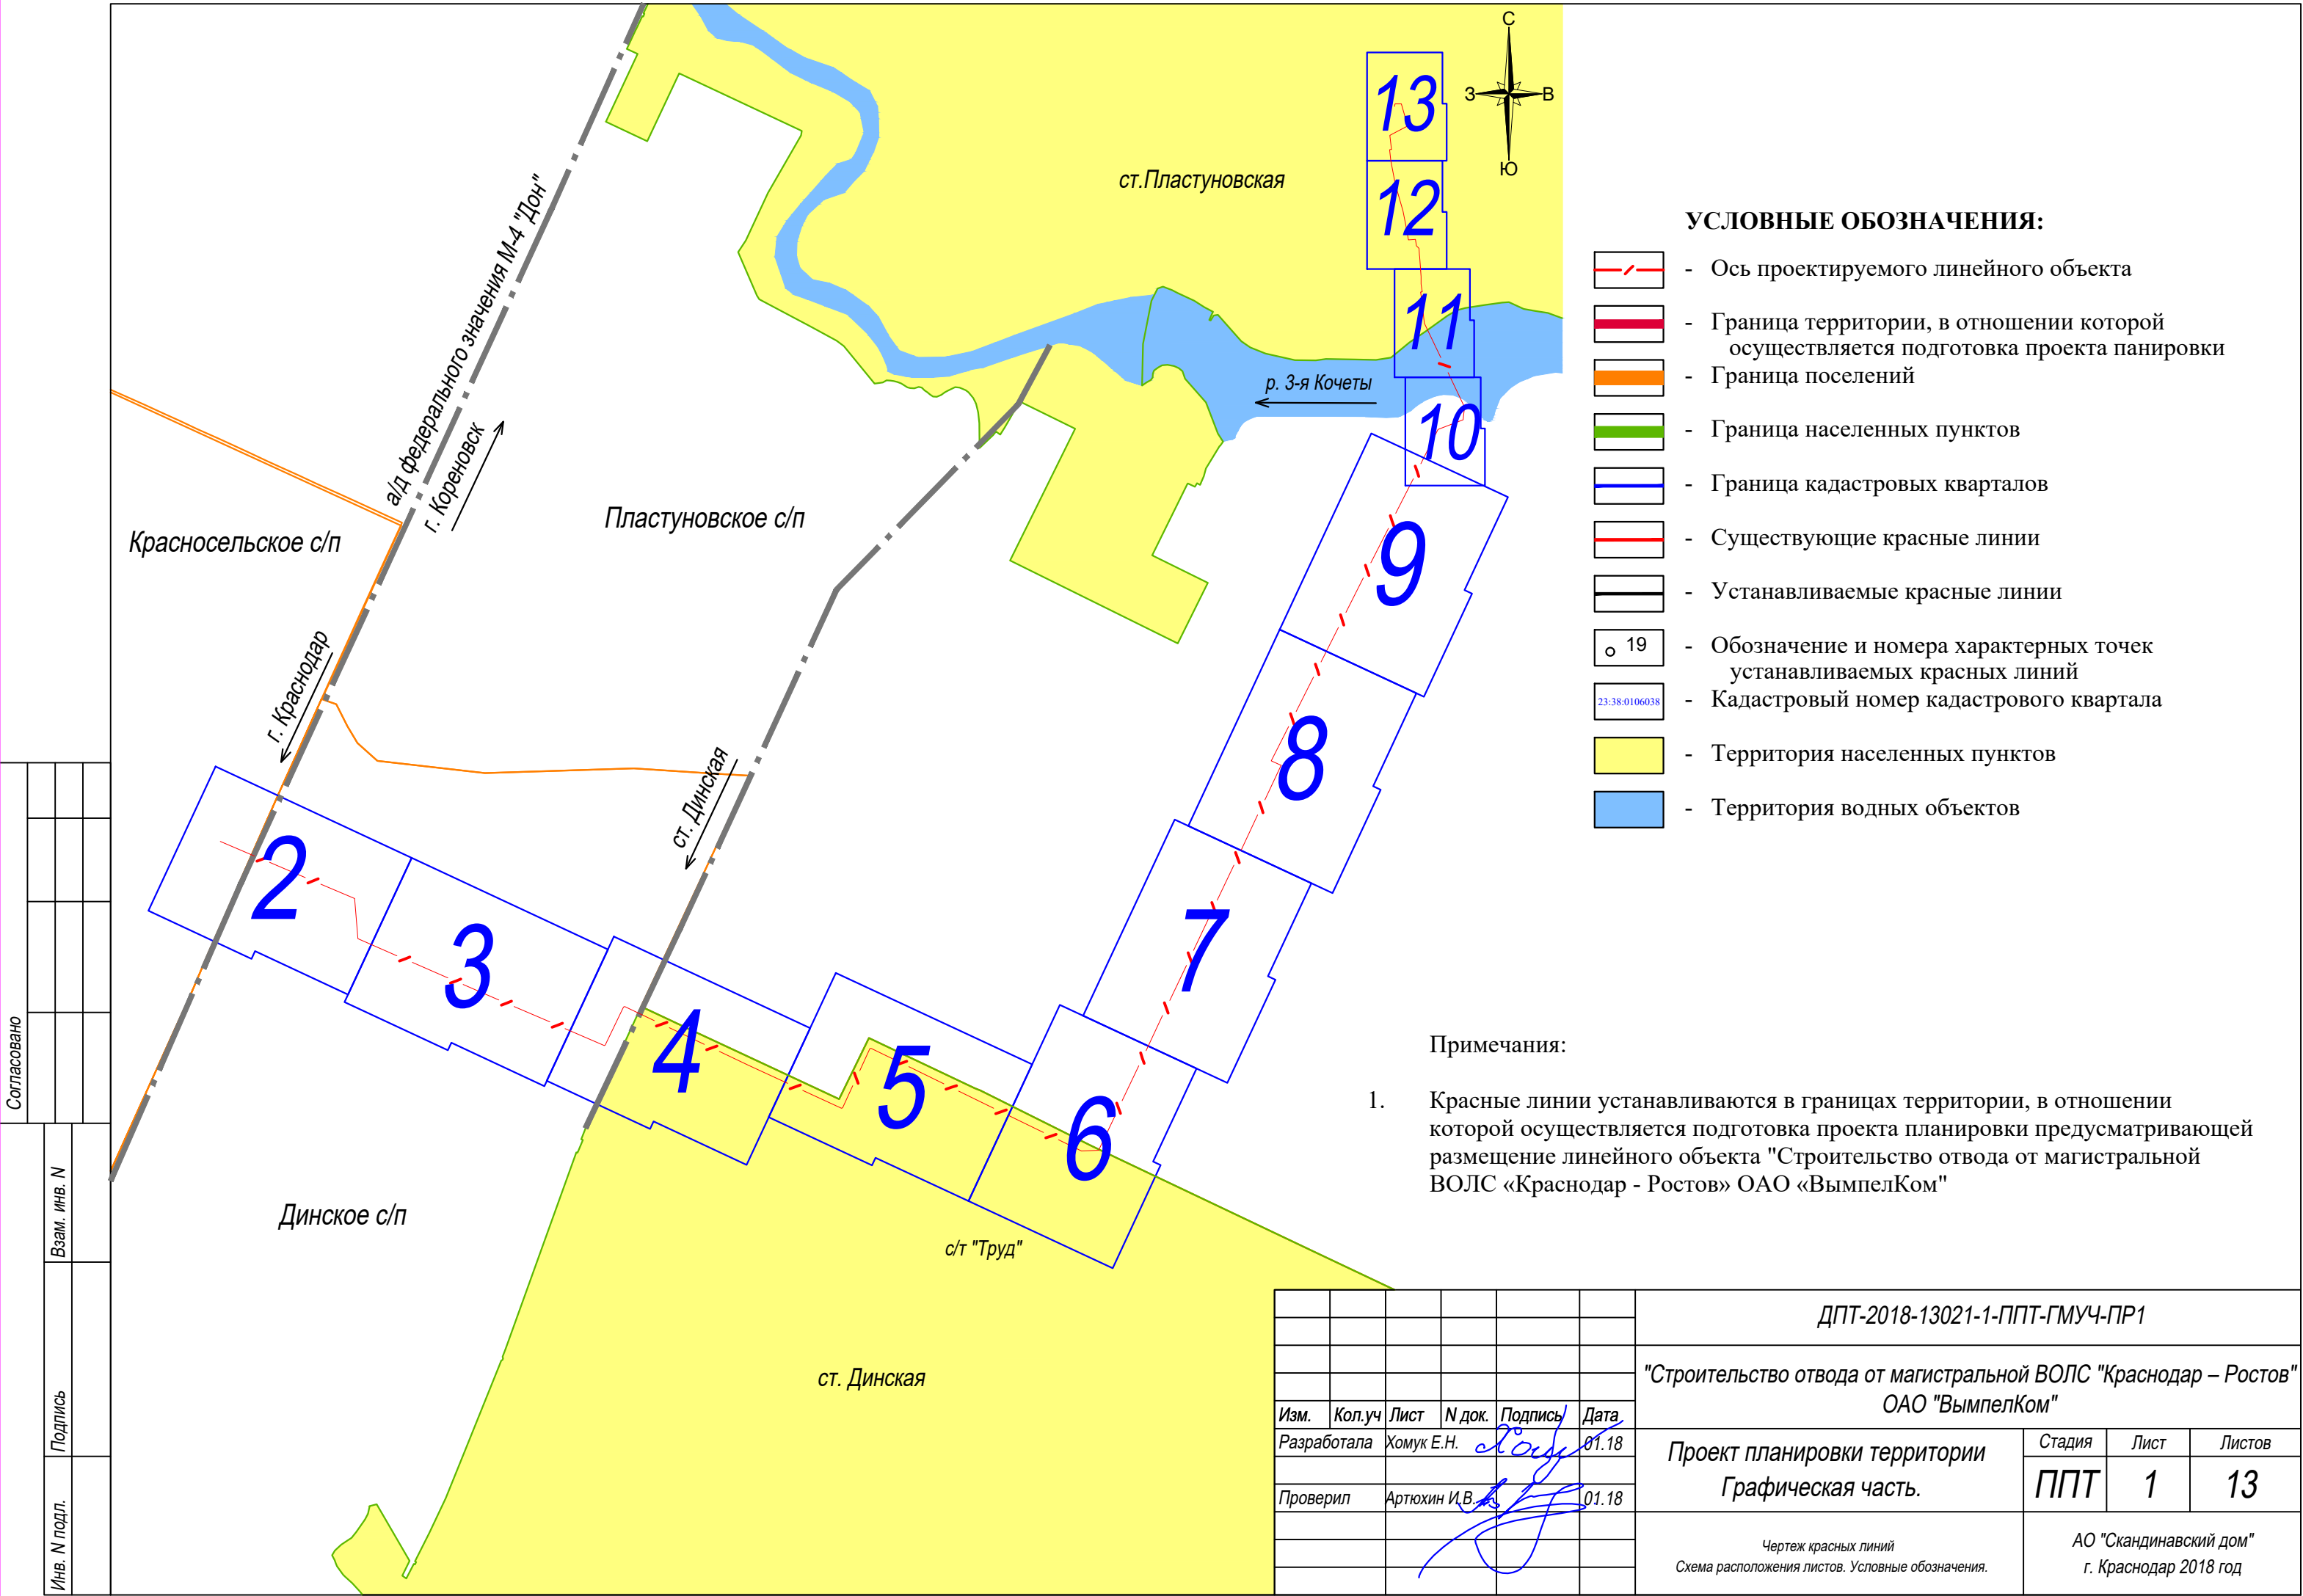 С
З
В
Ю
13
12
11
10
9
8
7
6
5
4
3
2
ст.Пластуновская
а/д федерального значения М-4 "Дон"
г. Кореновск
р. 3-я Кочеты
Пластуновское с/п
Красносельское с/п
г. Краснодар
ст. Динская
Динское с/п
с/т "Труд"
ст. Динская
УСЛОВНЫЕ ОБОЗНАЧЕНИЯ:
- Ось проектируемого линейного объекта
- Граница территории, в отношении которой
осуществляется подготовка проекта панировки
- Граница поселений
- Граница населенных пунктов
- Граница кадастровых кварталов
- Существующие красные линии
- Устанавливаемые красные линии
19 - Обозначение и номера характерных точек
устанавливаемых красных линий
23:38:0106038 - Кадастровый номер кадастрового квартала
- Территория населенных пунктов
- Территория водных объектов
Примечания:
1. Красные линии устанавливаются в границах территории, в отношении
которой осуществляется подготовка проекта планировки предусматривающей
размещение линейного объекта "Строительство отвода от магистральной
ВОЛС «Краснодар - Ростов» ОАО «ВымпелКом"
Согласовано
Взам. инв. N
Подпись
Инв. N подл.
ДПТ-2018-13021-1-ППТ-ГМУЧ-ПР1
"Строительство отвода от магистральной ВОЛС "Краснодар – Ростов"
ОАО "ВымпелКом"
Изм. Кол.уч Лист N док. Подпись Дата
Разработала Хомук Е.Н. 01.18
Проверил Артюхин И.В. 01.18
Проект планировки территории
Графическая часть.
Стадия Лист Листов
ППТ 1 13
Чертеж красных линий
Схема расположения листов. Условные обозначения.
АО "Скандинавский дом"
г. Краснодар 2018 год